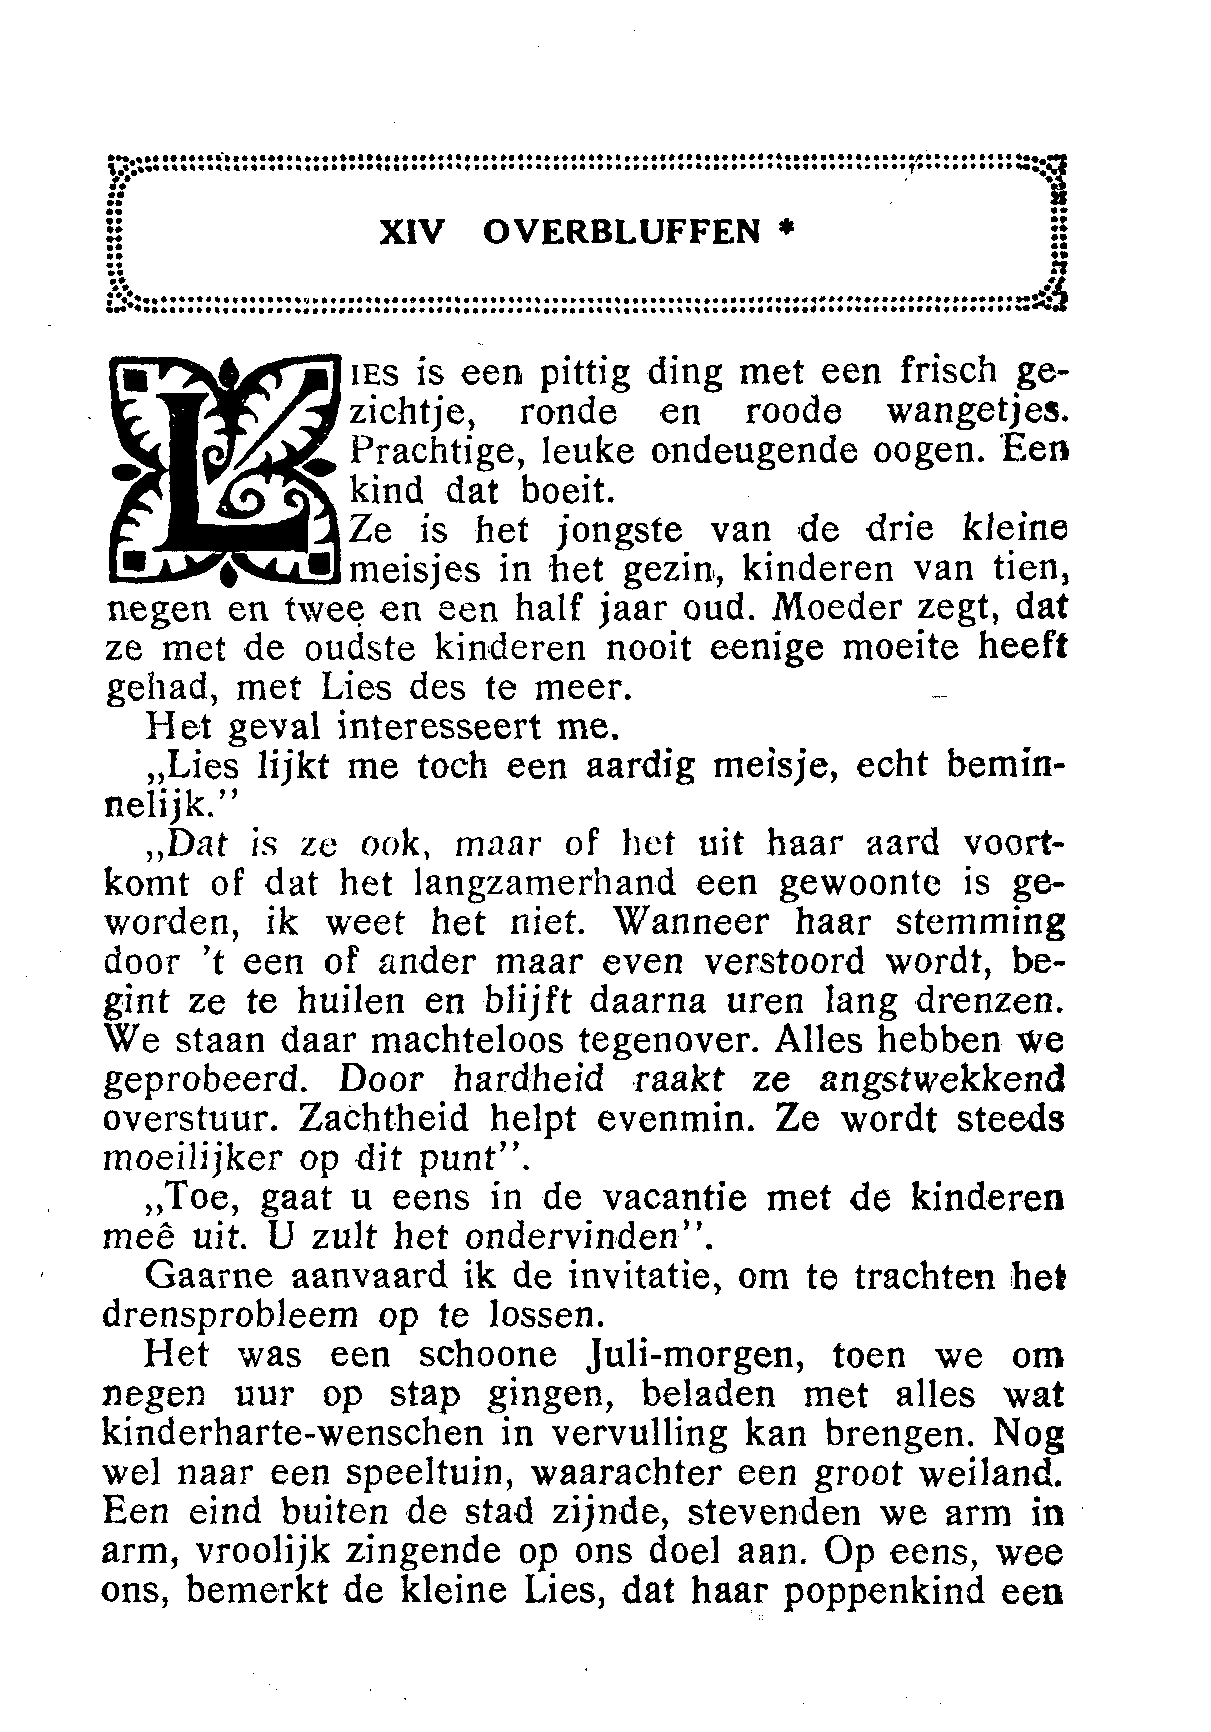 XIV OVERBLUFFEN *
LIES is een pittig ding met een frisch ge-
zichtje, ronde en roode wangetjes.
Prachtige, leuke ondeugende oogen. Een
kind dat boeit.
Ze is het jongste van de drie kleine
meisjes in het gezin, kinderen van tien,
negen en twee en een half jaar oud. Moeder zegt, dat
ze met de oudste kinderen nooit eenige moeite heeft
gehad, met Lies des te meer.
Het geval interesseert me.
„Lies lijkt me toch een aardig meisje, echt bemin-
nelijk.”
„Dat is ze ook, maar of het uit haar aard voort-
komt of dat het langzamerhand een gewoonte is ge-
worden, ik weet het niet. Wanneer haar stemming
door 't een of ander maar even verstoord wordt, be-
gint ze te huilen en blijft daarna uren lang drenzen.
We staan daar machteloos tegenover. Alles hebben we
geprobeerd. Door hardheid raakt ze angstwekkend
overstuur. Zachtheid helpt evenmin. Ze wordt steeds
moeilijker op dit punt”.
„Toe, gaat u eens in de vacantie met de kinderen
meê uit. U zult het ondervinden”.
Gaarne aanvaard ik de invitatie, om te trachten het
drensprobleem op te lossen.
Het was een schoone Juli-morgen, toen we om
negen uur op stap gingen, beladen met alles wat
kinderharte-wenschen in vervulling kan brengen. Nog
wel naar een speeltuin, waarachter een groot weiland.
Een eind buiten de stad zijnde, stevenden we arm in
arm, vroolijk zingende op ons doel aan. Op eens, wee
ons, bemerkt de kleine Lies, dat haar poppenkind een